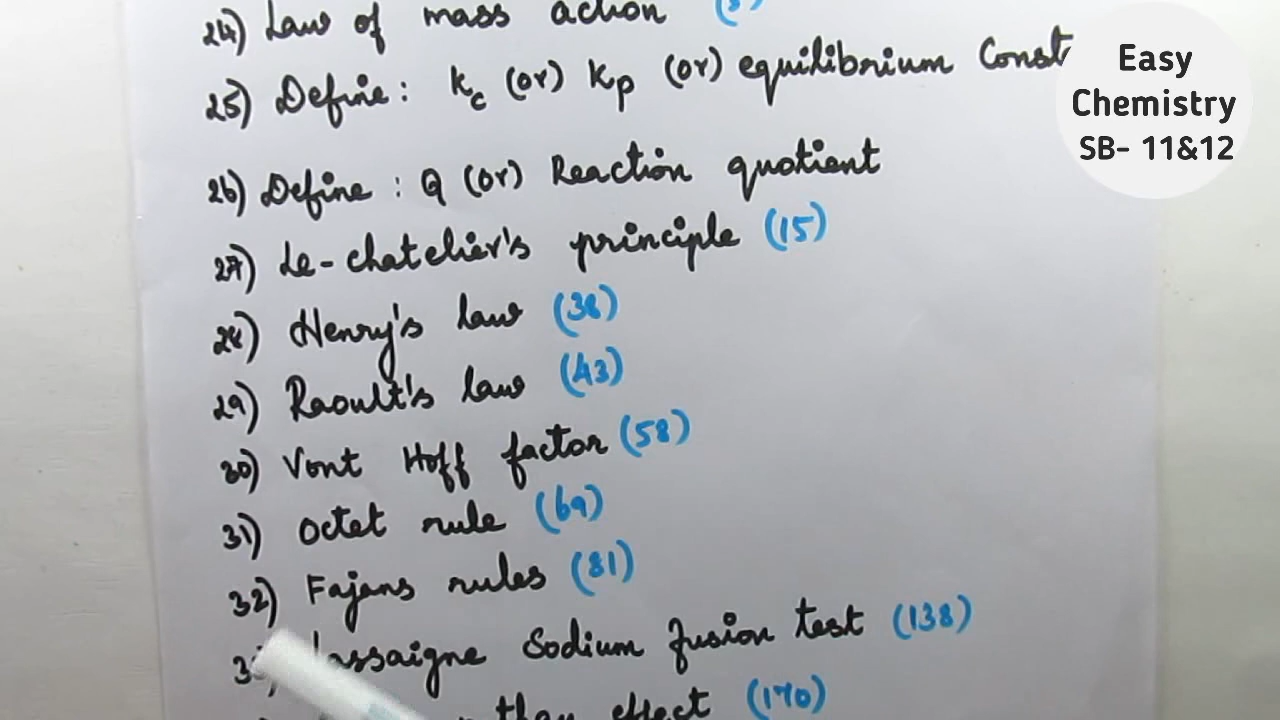 24) Law of mass action
25) Define: Kc (or) Kp (or) equilibrium Const
26) Define: Q (or) Reaction quotient
27) Le-chatelier's principle (15)
28) Henry's law (38)
29) Raoult's law (43)
30) Vont Hoff factor (58)
31) Octet rule (69)
32) Fajans rules (81)
Lassaigne Sodium fusion test (138)
effect (170)
Easy
Chemistry
SB- 11&12